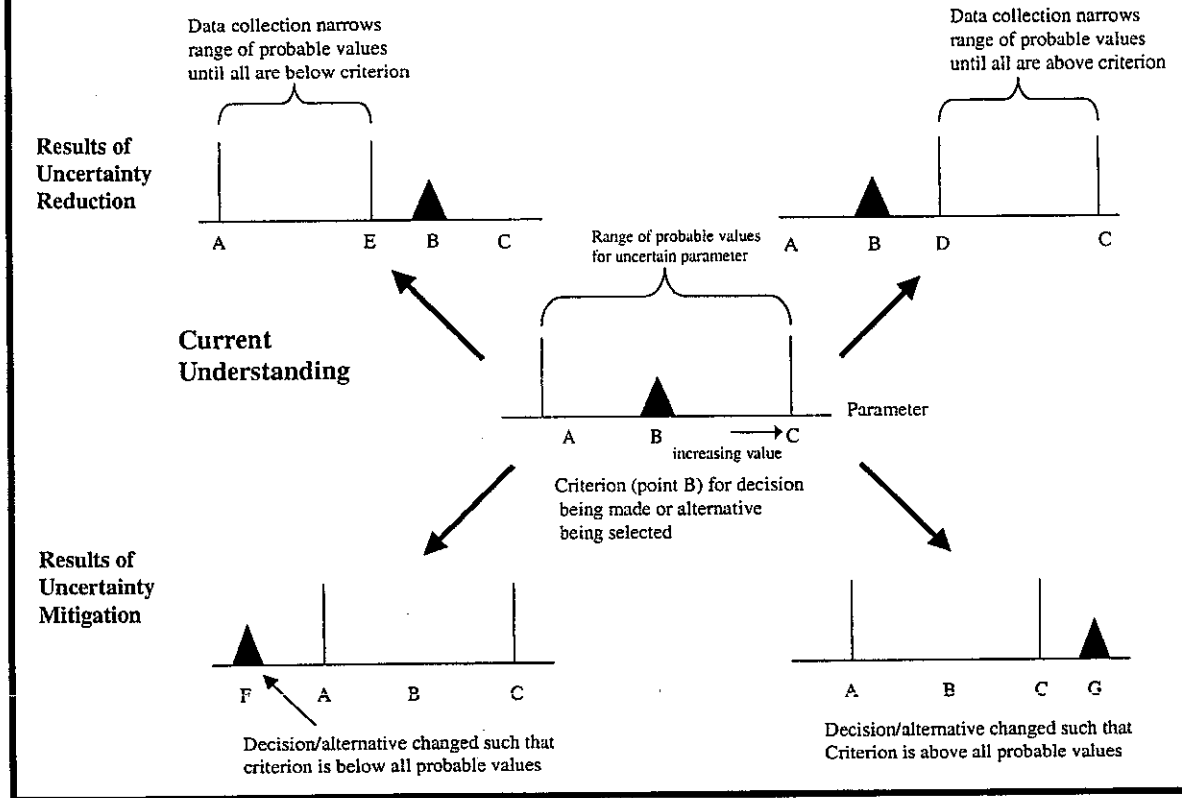 Data collection narrows
range of probable values
until all are below criterion
Data collection narrows
range of probable values
until all are above criterion
Results of
Uncertainty
Reduction
A E B C
A B D C
Range of probable values
for uncertain parameter
Current
Understanding
Parameter
A B C
increasing value
Criterion (point B) for decision
being made or alternative
being selected
Results of
Uncertainty
Mitigation
F A B C
A B C G
Decision/alternative changed such that
criterion is below all probable values
Decision/alternative changed such that
Criterion is above all probable values